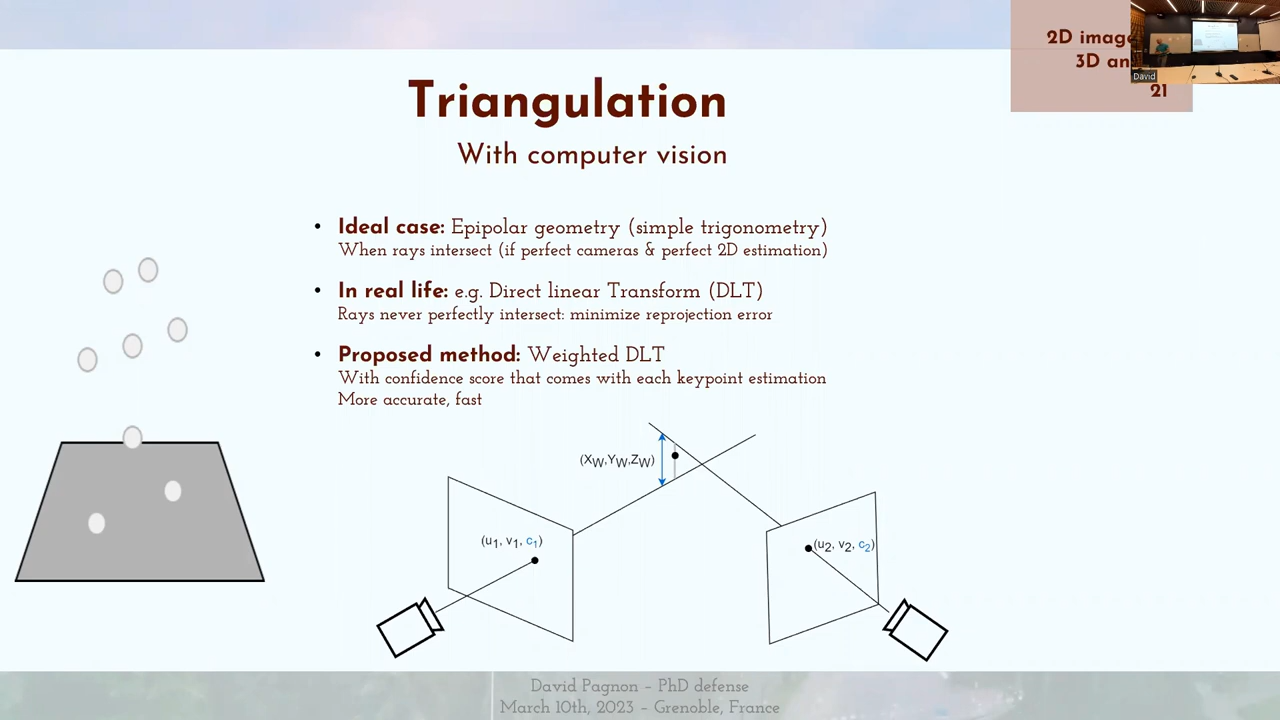 Triangulation
With computer vision
2D image
3D an
21
David
• Ideal case: Epipolar geometry (simple trigonometry)
When rays intersect (if perfect cameras & perfect 2D estimation)
• In real life: e.g. Direct linear Transform (DLT)
Rays never perfectly intersect: minimize reprojection error
• Proposed method: Weighted DLT
With confidence score that comes with each keypoint estimation
More accurate, fast
(XW,YW,ZW)
(u1, v1, c1)
(u2, v2, c2)
David Pagnon – PhD defense
March 10th, 2023 – Grenoble, France